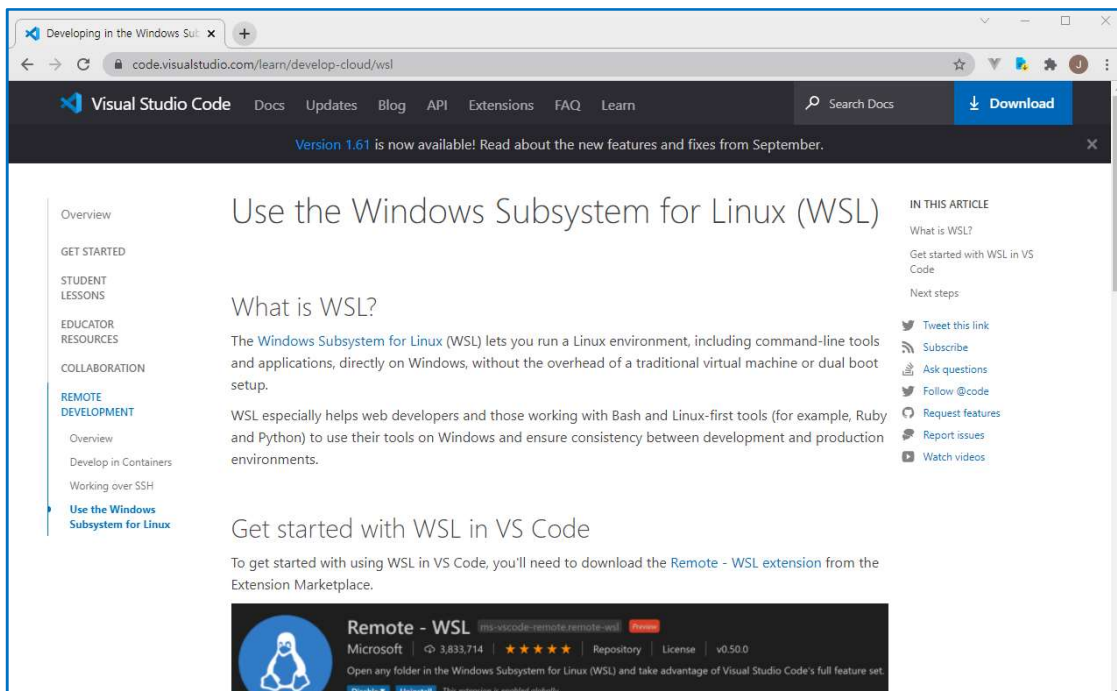 Developing in the Windows Sub
code.visualstudio.com/learn/develop-cloud/wsl
J
Visual Studio Code Docs Updates Blog API Extensions FAQ Learn Search Docs Download
Version 1.61 is now available! Read about the new features and fixes from September.
Overview
GET STARTED
STUDENT
LESSONS
EDUCATOR
RESOURCES
COLLABORATION
REMOTE
DEVELOPMENT
Overview
Develop in Containers
Working over SSH
Use the Windows
Subsystem for Linux
Use the Windows Subsystem for Linux (WSL)
What is WSL?
The Windows Subsystem for Linux (WSL) lets you run a Linux environment, including command-line tools
and applications, directly on Windows, without the overhead of a traditional virtual machine or dual boot
setup.
WSL especially helps web developers and those working with Bash and Linux-first tools (for example, Ruby
and Python) to use their tools on Windows and ensure consistency between development and production
environments.
Get started with WSL in VS Code
To get started with using WSL in VS Code, you'll need to download the Remote - WSL extension from the
Extension Marketplace.
Remote - WSL ms-vscode-remote.remote-wsl Preview
Microsoft 3,833,714 Repository License v0.50.0
Open any folder in the Windows Subsystem for Linux (WSL) and take advantage of Visual Studio Code's full feature set.
Disable Uninstall This extension is enabled globally.
IN THIS ARTICLE
What is WSL?
Get started with WSL in VS
Code
Next steps
Tweet this link
Subscribe
Ask questions
Follow @code
Request features
Report issues
Watch videos